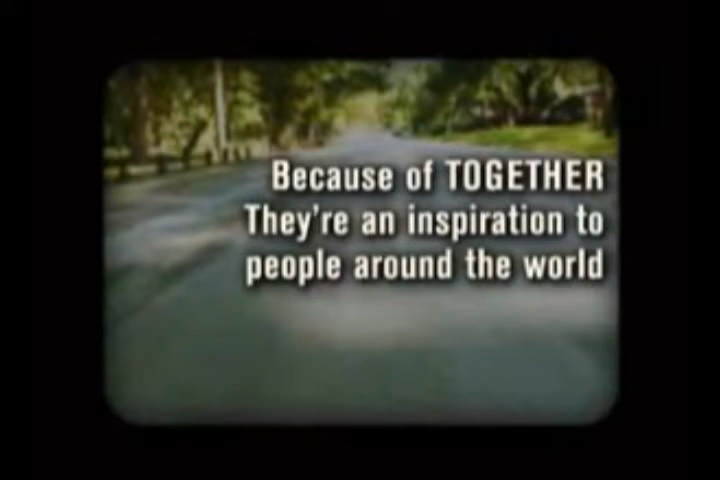 Because of TOGETHER
They're an inspiration to
people around the world